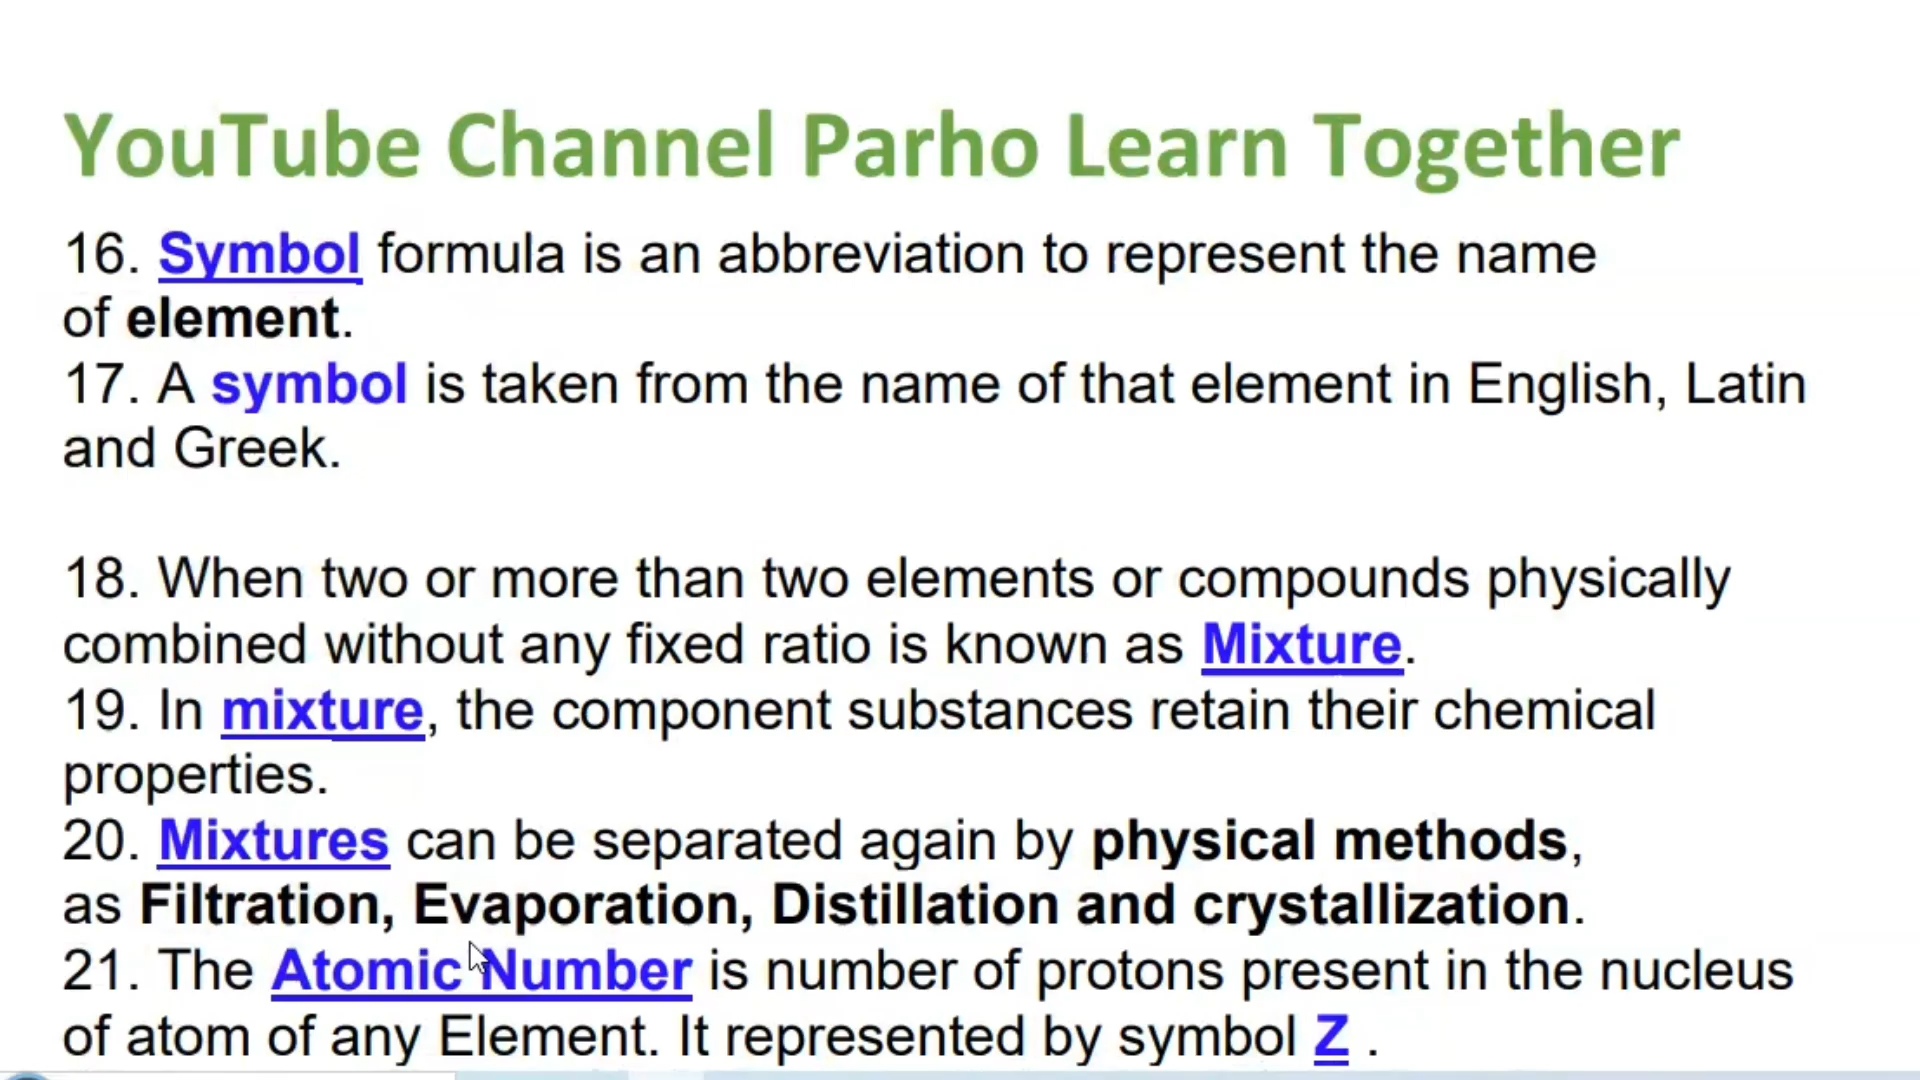 YouTube Channel Parho Learn Together
16. Symbol formula is an abbreviation to represent the name
of element.
17. A symbol is taken from the name of that element in English, Latin
and Greek.
18. When two or more than two elements or compounds physically
combined without any fixed ratio is known as Mixture.
19. In mixture, the component substances retain their chemical
properties.
20. Mixtures can be separated again by physical methods,
as Filtration, Evaporation, Distillation and crystallization.
21. The Atomic Number is number of protons present in the nucleus
of atom of any Element. It represented by symbol Z .